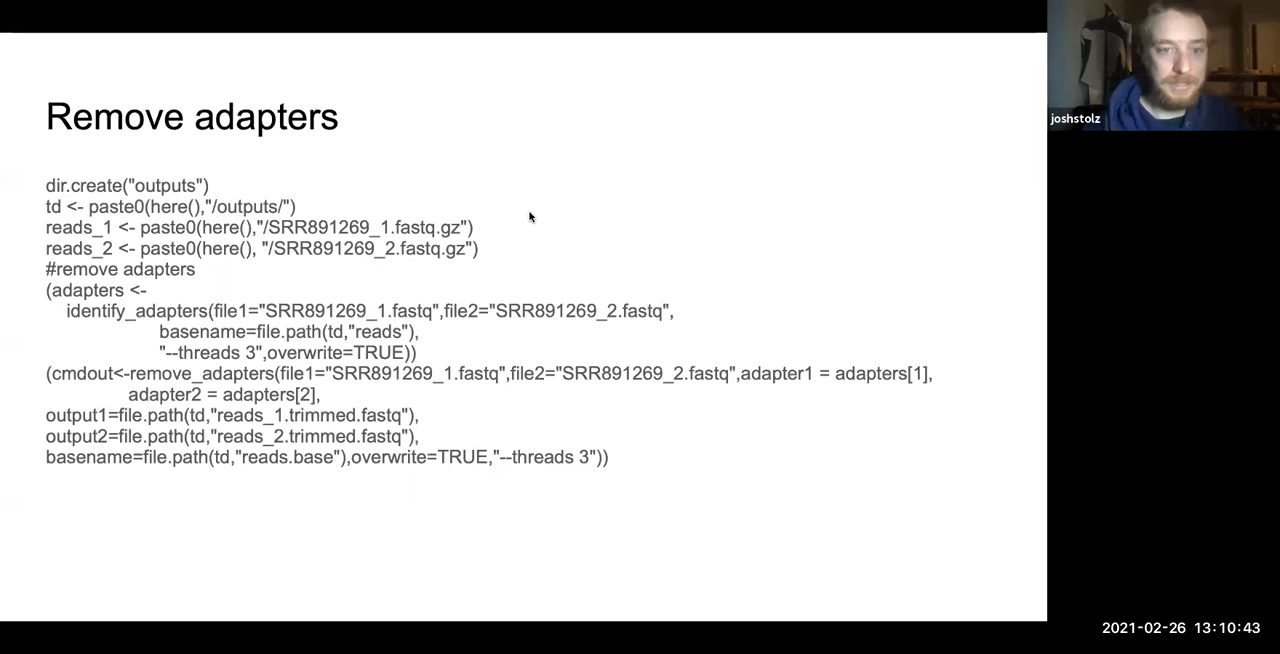 Remove adapters
dir.create("outputs")
td <- paste0(here(),"/outputs/")
reads_1 <- paste0(here(),"/SRR891269_1.fastq.gz")
reads_2 <- paste0(here(), "/SRR891269_2.fastq.gz")
#remove adapters
(adapters <-
identify_adapters(file1="SRR891269_1.fastq",file2="SRR891269_2.fastq",
basename=file.path(td,"reads"),
"--threads 3",overwrite=TRUE))
(cmdout<-remove_adapters(file1="SRR891269_1.fastq",file2="SRR891269_2.fastq",adapter1 = adapters[1],
adapter2 = adapters[2],
output1=file.path(td,"reads_1.trimmed.fastq"),
output2=file.path(td,"reads_2.trimmed.fastq"),
basename=file.path(td,"reads.base"),overwrite=TRUE,"--threads 3"))
joshstolz
2021-02-26 13:10:43